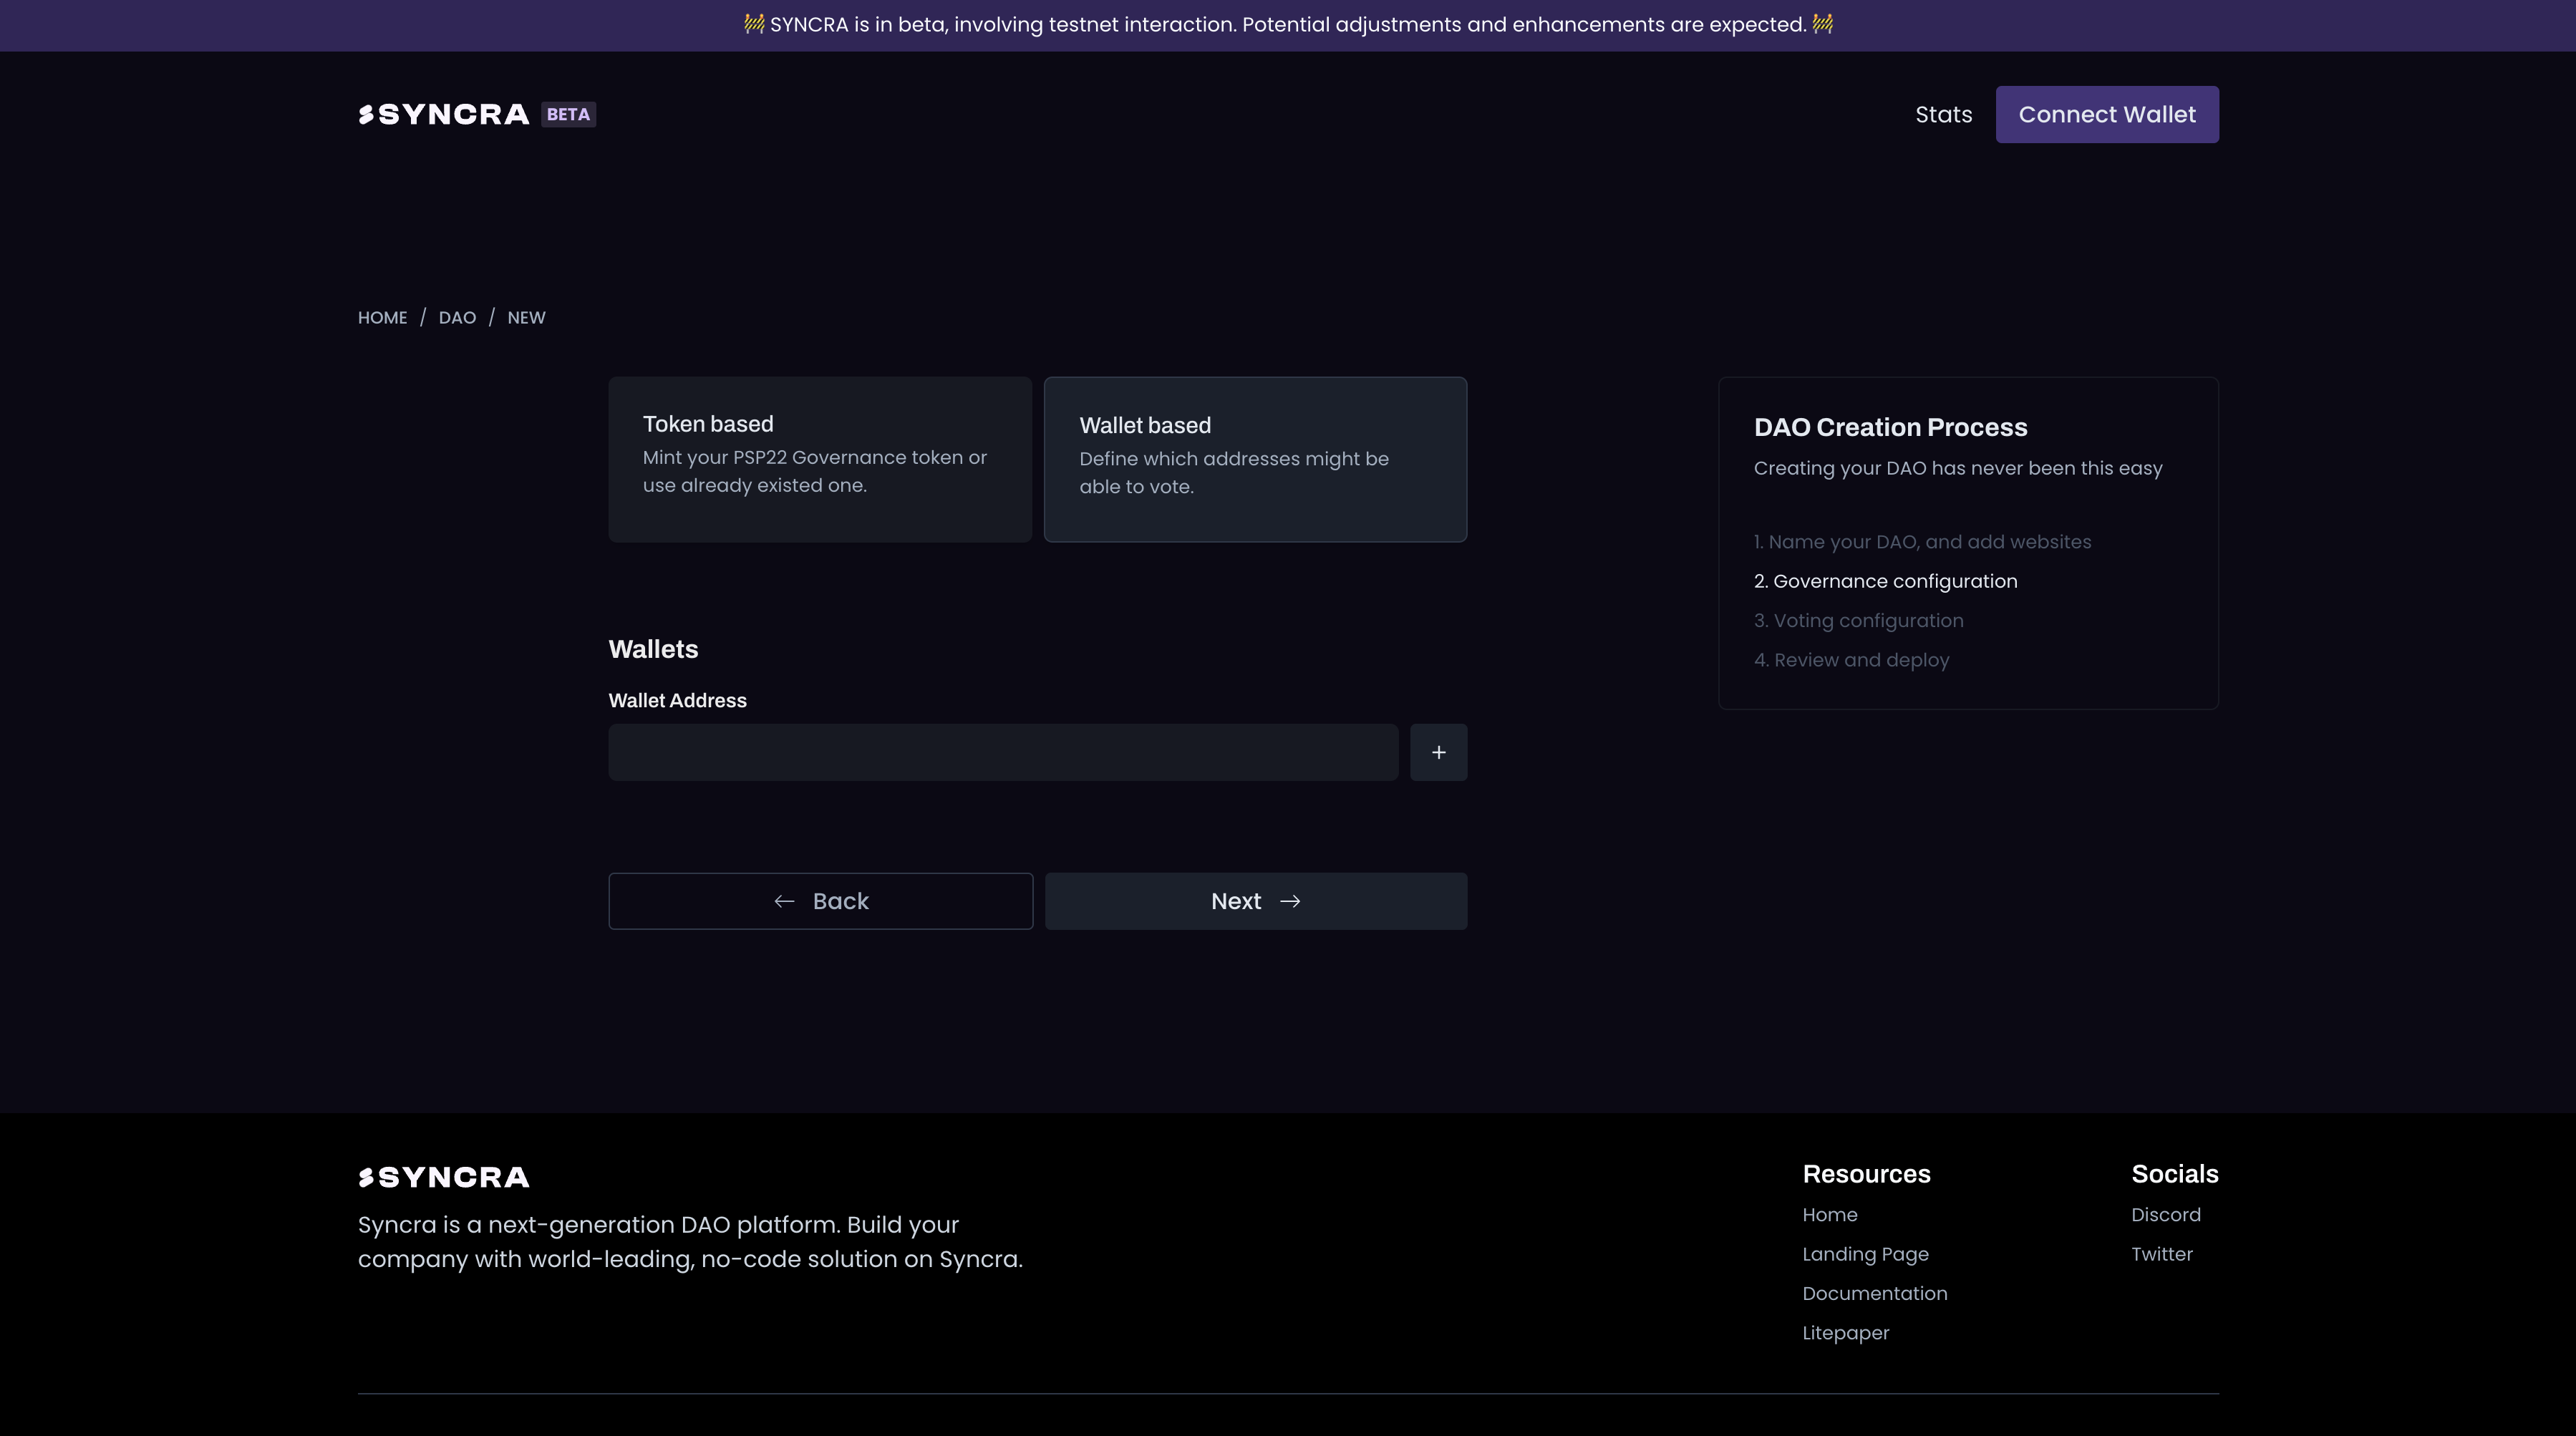 🚧 SYNCRA is in beta, involving testnet interaction. Potential adjustments and enhancements are expected. 🚧
SYNCRA BETA
Stats Connect Wallet
HOME / DAO / NEW
Token based
Mint your PSP22 Governance token or
use already existed one.
Wallet based
Define which addresses might be
able to vote.
Wallets
Wallet Address
+
← Back
Next →
DAO Creation Process
Creating your DAO has never been this easy
1. Name your DAO, and add websites
2. Governance configuration
3. Voting configuration
4. Review and deploy
SYNCRA
Syncra is a next-generation DAO platform. Build your
company with world-leading, no-code solution on Syncra.
Resources
Home
Landing Page
Documentation
Litepaper
Socials
Discord
Twitter